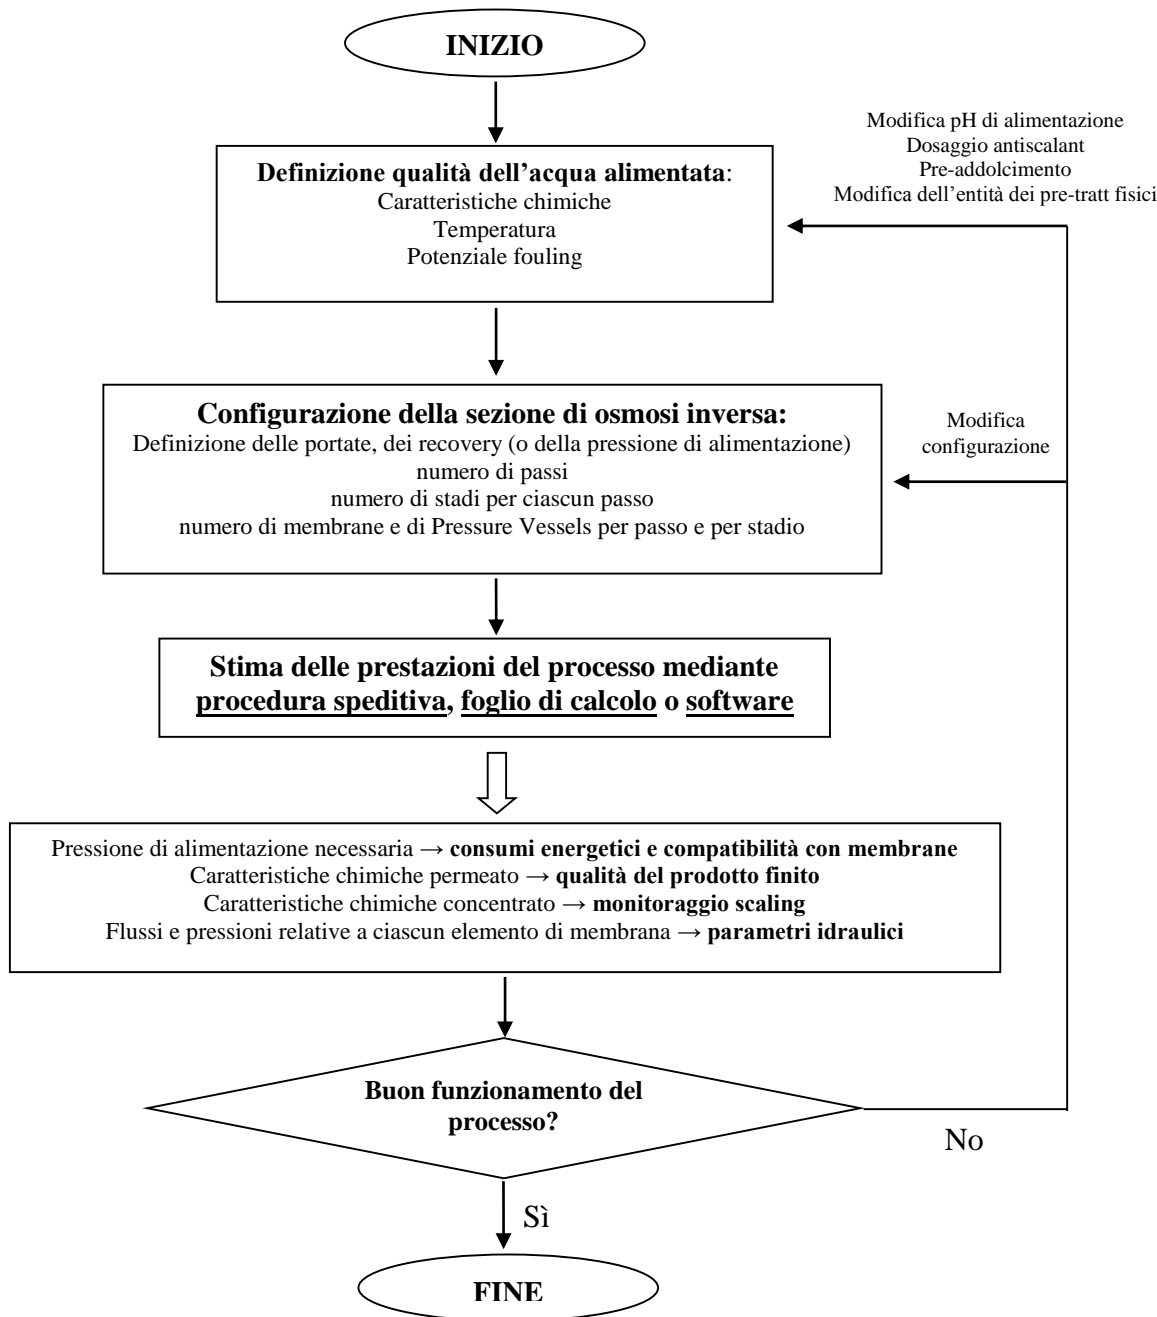 INIZIO
Modifica pH di alimentazione
Dosaggio antiscalant
Pre-addolcimento
Modifica dell'entità dei pre-tratt fisici
Definizione qualità dell'acqua alimentata:
Caratteristiche chimiche
Temperatura
Potenziale fouling
Configurazione della sezione di osmosi inversa:
Definizione delle portate, dei recovery (o della pressione di alimentazione)
numero di passi
numero di stadi per ciascun passo
numero di membrane e di Pressure Vessels per passo e per stadio
Modifica
configurazione
Stima delle prestazioni del processo mediante
procedura speditiva, foglio di calcolo o software
Pressione di alimentazione necessaria → consumi energetici e compatibilità con membrane
Caratteristiche chimiche permeato → qualità del prodotto finito
Caratteristiche chimiche concentrato → monitoraggio scaling
Flussi e pressioni relative a ciascun elemento di membrana → parametri idraulici
Buon funzionamento del
processo?
No
Sì
FINE